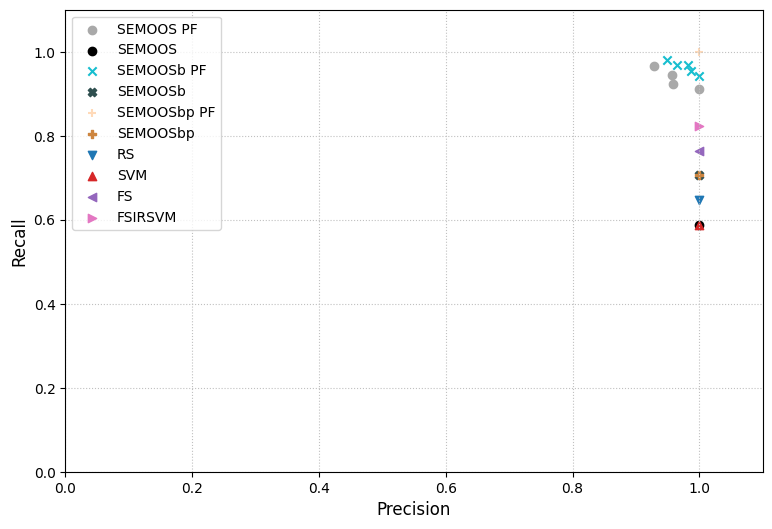 SEMOOS PF
SEMOOS
SEMOOSb PF
SEMOOSb
SEMOOSbp PF
SEMOOSbp
RS
SVM
FS
FSIRSVM
Recall
1.0
0.8
0.6
0.4
0.2
0.0
0.0 0.2 0.4 0.6 0.8 1.0
Precision